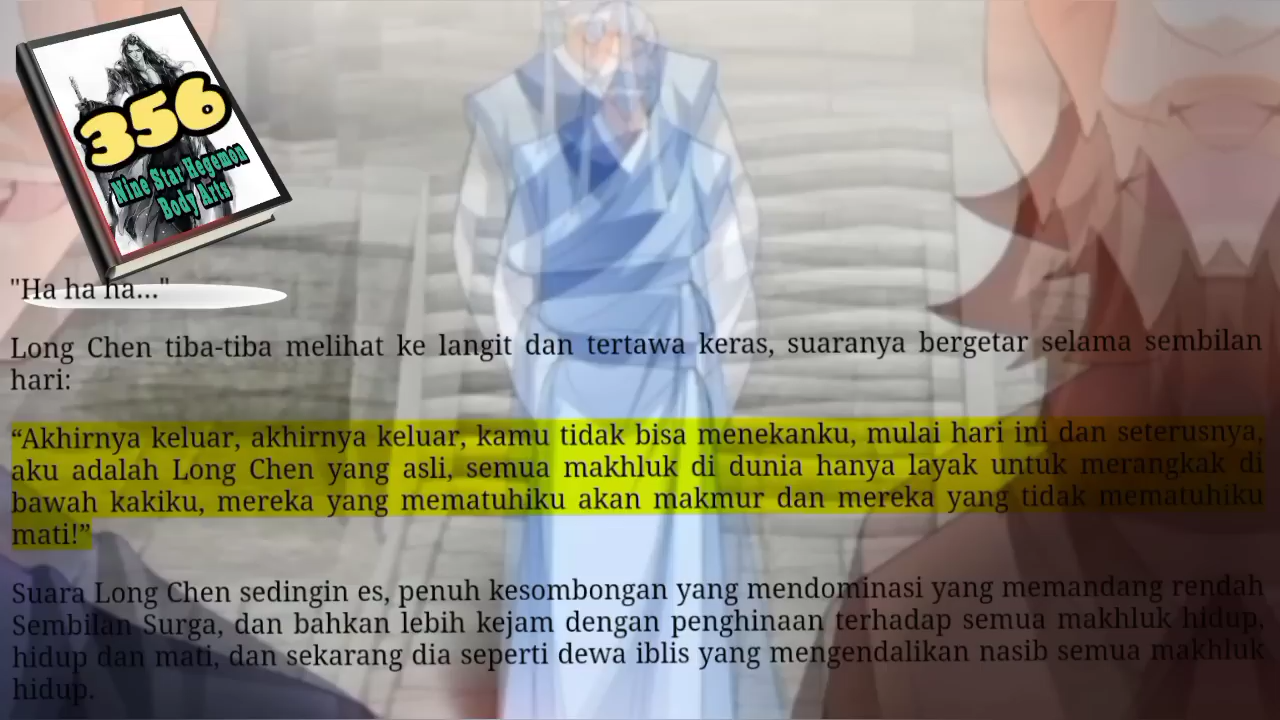 356
Nine Star Hegemon
Body Arts
"Ha ha ha..."
Long Chen tiba-tiba melihat ke langit dan tertawa keras, suaranya bergetar selama sembilan
hari:
“Akhirnya keluar, akhirnya keluar, kamu tidak bisa menekanku, mulai hari ini dan seterusnya,
aku adalah Long Chen yang asli, semua makhluk di dunia hanya layak untuk merangkak di
bawah kakiku, mereka yang mematuhiku akan makmur dan mereka yang tidak mematuhiku
mati!”
Suara Long Chen sedingin es, penuh kesombongan yang mendominasi yang memandang rendah
Sembilan Surga, dan bahkan lebih kejam dengan penghinaan terhadap semua makhluk hidup,
hidup dan mati, dan sekarang dia seperti dewa iblis yang mengendalikan nasib semua makhluk
hidup.